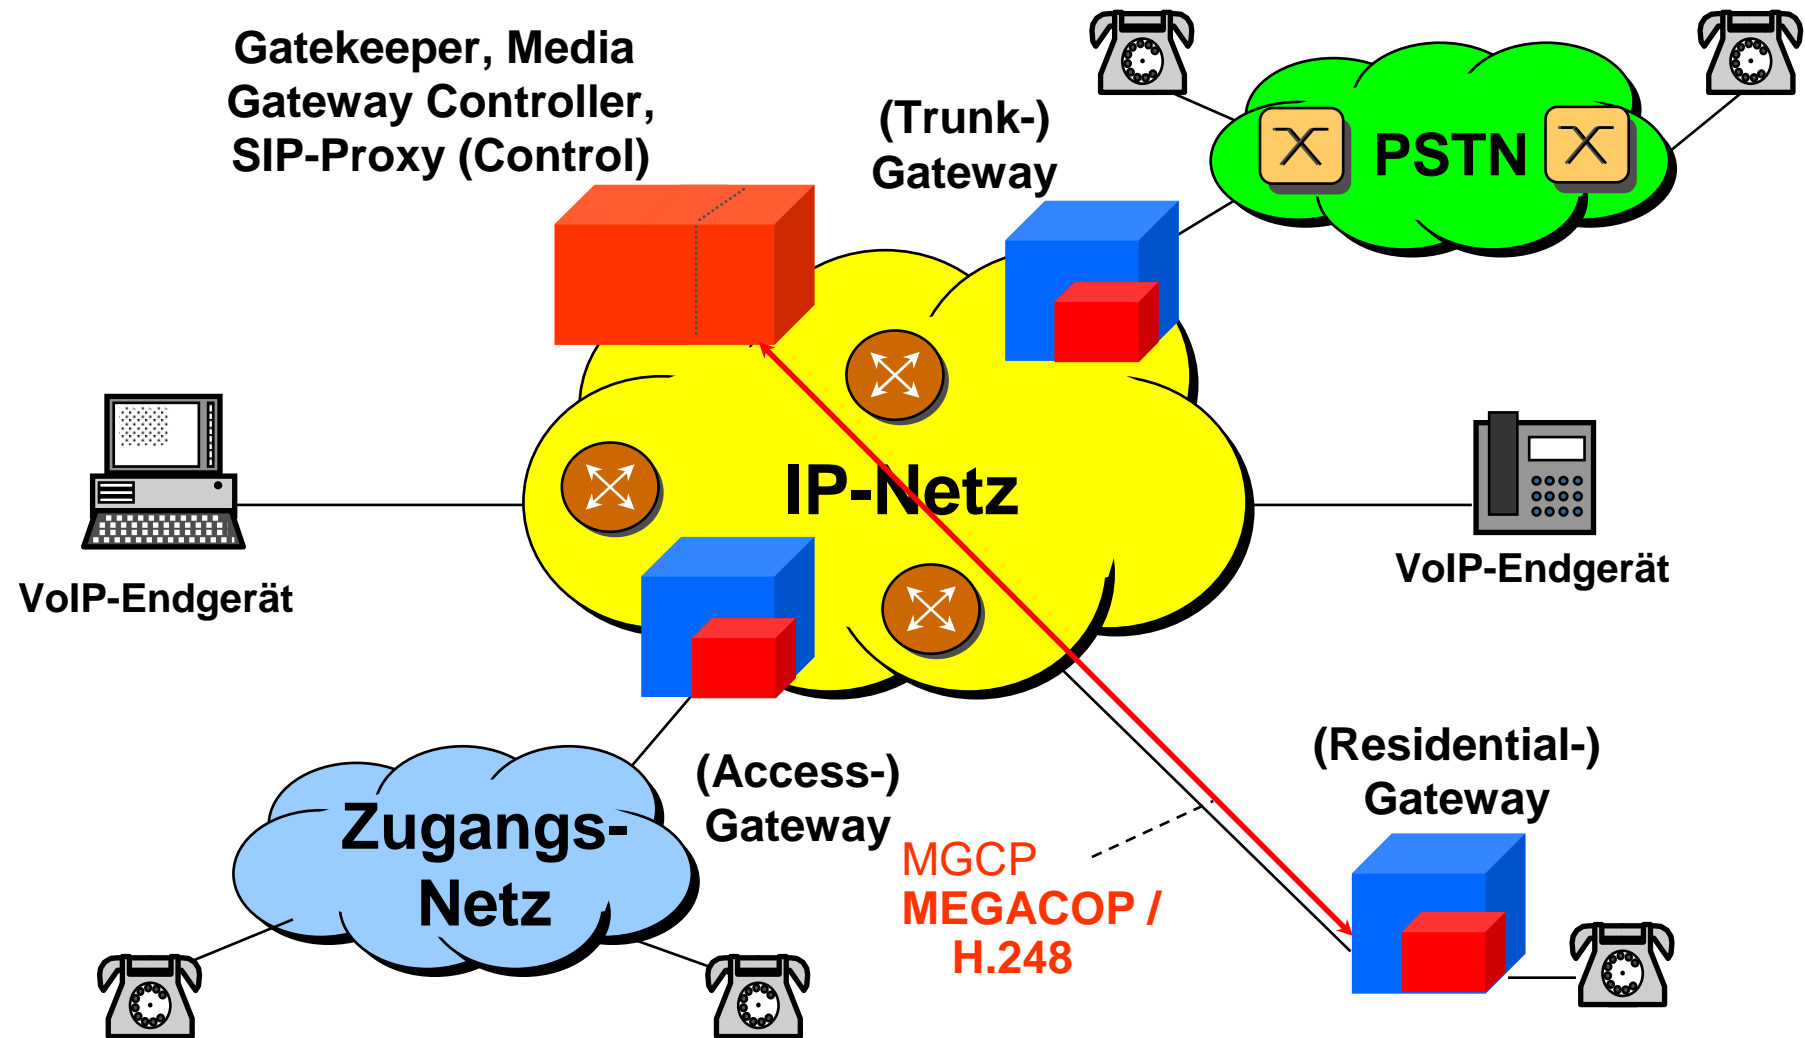 Gatekeeper, Media
Gateway Controller,
SIP-Proxy (Control)
(Trunk-)
Gateway
PSTN
IP-Netz
VoIP-Endgerät
VoIP-Endgerät
(Access-)
Gateway
(Residential-)
Gateway
Zugangs-
Netz
MGCP
MEGACOP /
H.248